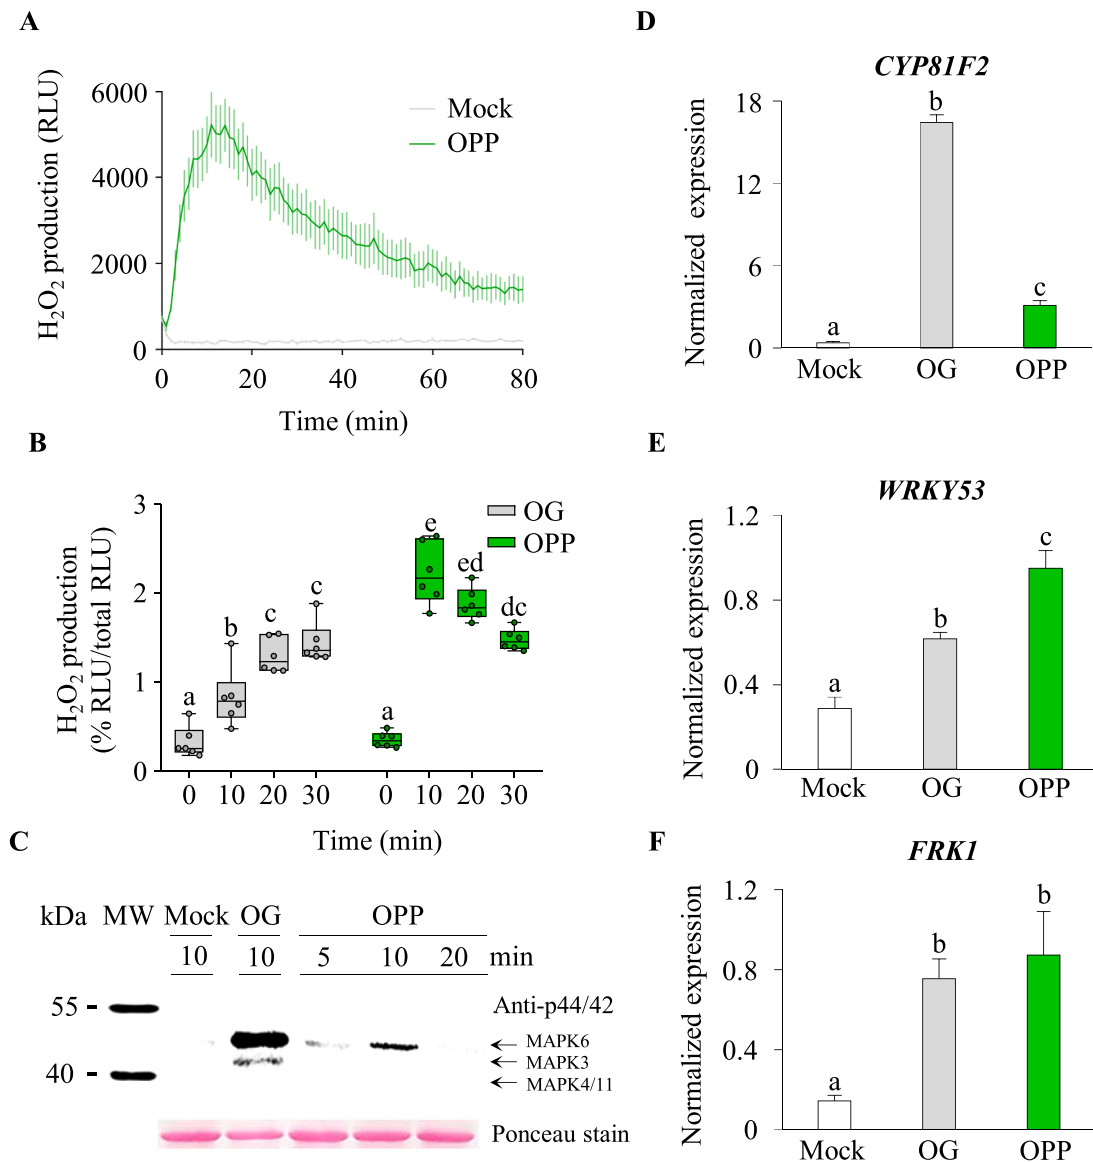 A
H₂O₂ production (RLU)
6000
4000
2000
0
Mock
OPP
0 20 40 60 80
Time (min)
B
H₂O₂ production
(% RLU/total RLU)
3
2
1
0
OG
OPP
a b c c a e ed dc
0 10 20 30 0 10 20 30
Time (min)
C
kDa MW Mock OG OPP
10 10 5 10 20 min
55
40
Anti-p44/42
MAPK6
MAPK3
MAPK4/11
Ponceau stain
D
CYP81F2
Normalized expression
18
12
6
0
a b c
Mock OG OPP
E
WRKY53
Normalized expression
1.2
0.8
0.4
0
a b c
Mock OG OPP
F
FRK1
Normalized expression
1.2
0.8
0.4
0
a b b
Mock OG OPP